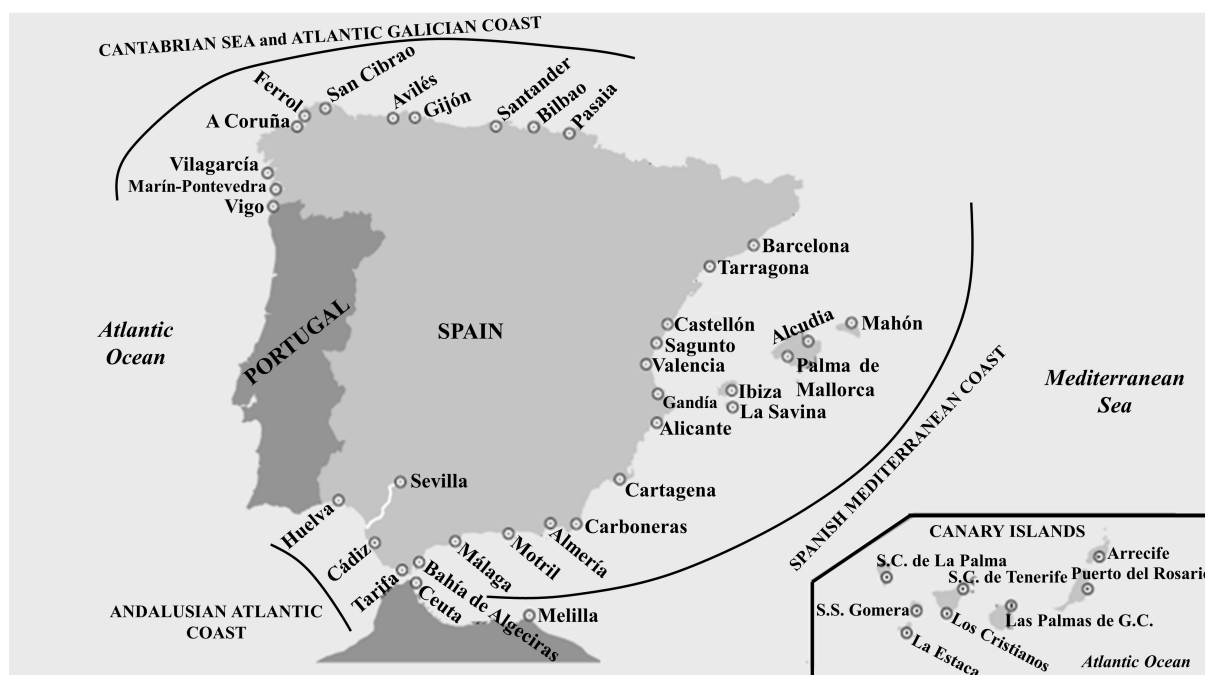 CANTABRIAN SEA and ATLANTIC GALICIAN COAST
Ferrol
San Cibrao
Avilés
Gijón
Santander
Bilbao
Pasaia
A Coruña
Vilagarcía
Marín-Pontevedra
Vigo
Barcelona
Tarragona
Atlantic
Ocean
PORTUGAL
SPAIN
Castellón
Sagunto
Valencia
Gandía
Alicante
Alcudia
Mahón
Palma de
Mallorca
Ibiza
La Savina
Mediterranean
Sea
SPANISH MEDITERRANEAN COAST
Sevilla
Cartagena
Carboneras
Huelva
Cádiz
Tarifa
Bahía de Algeciras
Ceuta
Málaga
Motril
Almería
Melilla
ANDALUSIAN ATLANTIC
COAST
CANARY ISLANDS
S.C. de La Palma
S.C. de Tenerife
Arrecife
Puerto del Rosario
S.S. Gomera
Los Cristianos
Las Palmas de G.C.
La Estaca
Atlantic Ocean